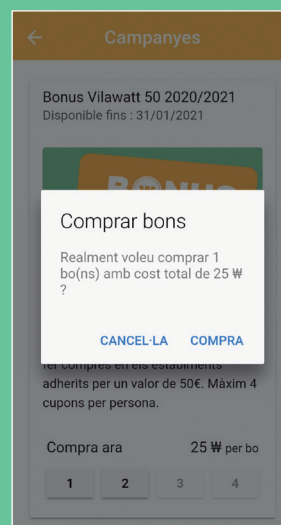 ← Campanyes
Bonus Vilawatt 50 2020/2021
Disponible fins : 31/01/2021
BONUS
Comprar bons
Realment voleu comprar 1
bo(ns) amb cost total de 25 ₩
?
CANCEL·LA COMPRA
fer compres en els establiments
adherits per un valor de 50€. Màxim 4
cupons per persona.
Compra ara 25 ₩ per bo
1 2 3 4